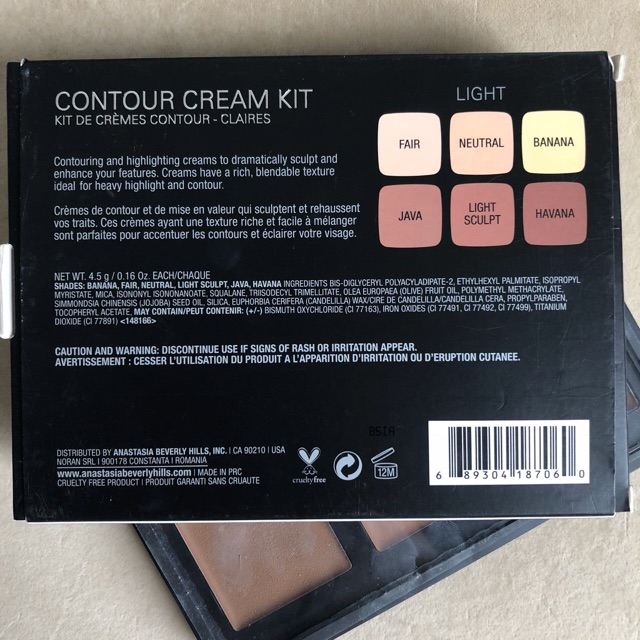 CONTOUR CREAM KIT
KIT DE CRÈMES CONTOUR - CLAIRES
Contouring and highlighting creams to dramatically sculpt and
enhance your features. Creams have a rich, blendable texture
ideal for heavy highlight and contour.
Crèmes de contour et de mise en valeur qui sculptent et rehaussent
vos traits. Ces crèmes ayant une texture riche et facile à mélanger
sont parfaites pour accentuer les contours et éclairer votre visage.
LIGHT
FAIR
NEUTRAL
BANANA
JAVA
LIGHT
SCULPT
HAVANA
NET WT. 4.5 g / 0.16 Oz. EACH/CHAQUE
SHADES: BANANA, FAIR, NEUTRAL, LIGHT SCULPT, JAVA, HAVANA INGREDIENTS BIS-DIGLYCERYL POLYACYLADIPATE-2, ETHYLHEXYL PALMITATE, ISOPROPYL
MYRISTATE, MICA, ISONONYL ISONONANOATE, SQUALANE, TRIISODECYL TRIMELLITATE, OLEA EUROPAEA (OLIVE) FRUIT OIL, POLYMETHYL METHACRYLATE,
SIMMONDSIA CHINENSIS (JOJOBA) SEED OIL, SILICA, EUPHORBIA CERIFERA (CANDELILLA) WAX/CIRE DE CANDELILLA/CANDELILLA CERA, PROPYLPARABEN,
TOCOPHERYL ACETATE. MAY CONTAIN/PEUT CONTENIR: (+/-) BISMUTH OXYCHLORIDE (CI 77163), IRON OXIDES (CI 77491, CI 77492, CI 77499), TITANIUM
DIOXIDE (CI 77891) <148166>
CAUTION AND WARNING: DISCONTINUE USE IF SIGNS OF RASH OR IRRITATION APPEAR.
AVERTISSEMENT : CESSER L'UTILISATION DU PRODUIT A L'APPARITION D'IRRITATION OU D'ERUPTION CUTANEE.
DISTRIBUTED BY ANASTASIA BEVERLY HILLS, INC. | CA 90210 | USA
NORAN SRL | 900178 CONSTANTA | ROMANIA
www.anastasiabeverlyhills.com | MADE IN PRC
CRUELTY FREE PRODUCT | PRODUIT GARANTI SANS CRUAUTE
crueltyfree
12M
6 89304 18706 0